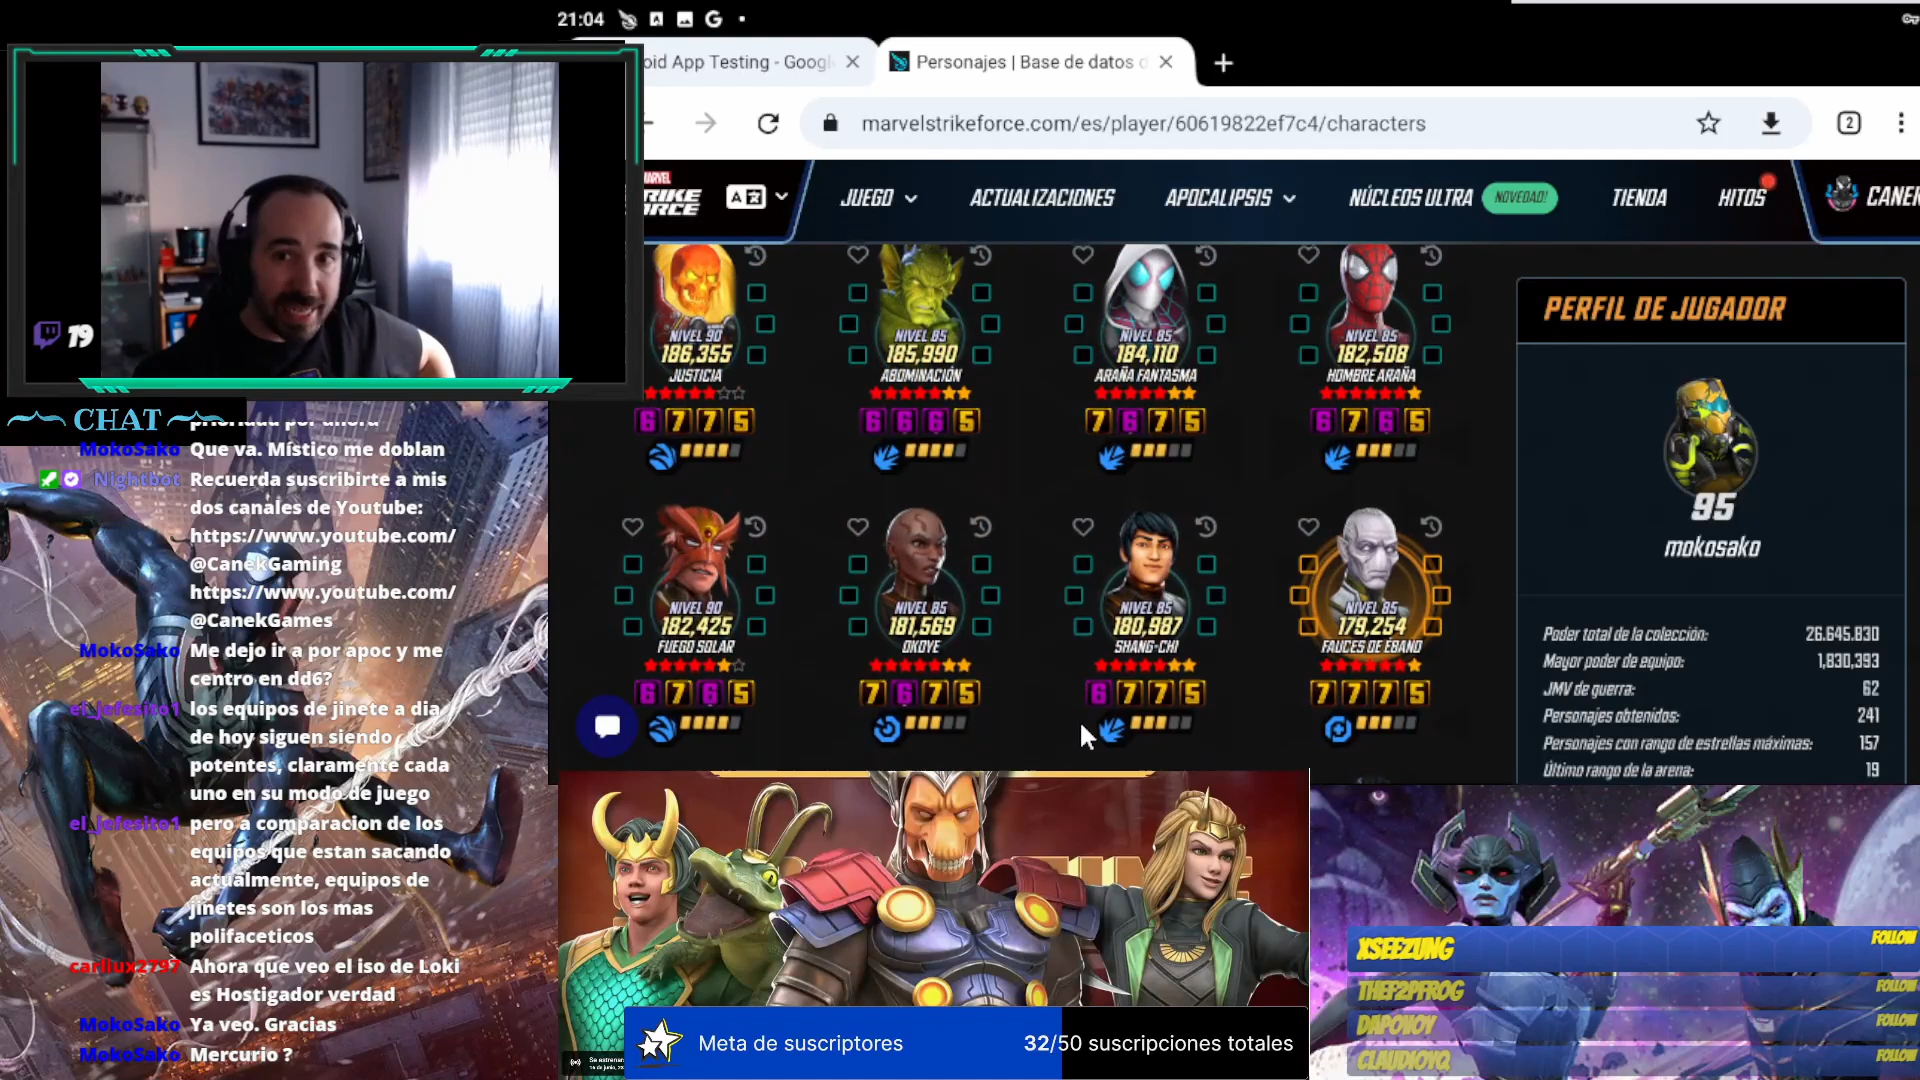 21:04
oid App Testing - Googl
Personajes | Base de datos d
marvelstrikeforce.com/es/player/60619822ef7c4/characters
2
MARVEL
RIKE
ORCE
JUEGO
ACTUALIZACIONES
APOCALIPSIS
NÚCLEOS ULTRA
NOVEDAD!
TIENDA
HITOS
CANEK
19
NIVEL 90
186,355
JUSTICIA
6 7 7 5
NIVEL 85
185,990
ABOMINACIÓN
6 6 6 5
NIVEL 85
184,110
ARAÑA FANTASMA
7 6 7 5
NIVEL 85
182,508
HOMBRE ARAÑA
6 7 6 5
NIVEL 90
182,425
FUEGO SOLAR
6 7 6 5
NIVEL 85
181,569
OKOYE
7 6 7 5
NIVEL 85
180,987
SHANG-CHI
6 7 7 5
NIVEL 85
179,254
FAUCES DE ÉBANO
7 7 7 5
PERFIL DE JUGADOR
95
mokosako
Poder total de la colección: 26.645.830
Mayor poder de equipo: 1,830,393
JMV de guerra: 62
Personajes obtenidos: 241
Personajes con rango de estrellas máximas: 157
Último rango de la arena: 19
CHAT
prioridad por ahora
MokoSako Que va. Místico me doblan
Nightbot Recuerda suscribirte a mis
dos canales de Youtube:
https://www.youtube.com/
@CanekGaming
https://www.youtube.com/
@CanekGames
MokoSako Me dejo ir a por apoc y me
centro en dd6?
el_jefesito1 los equipos de jinete a dia
de hoy siguen siendo
potentes, claramente cada
uno en su modo de juego
el_jefesito1 pero a comparacion de los
equipos que estan sacando
actualmente, equipos de
jinetes son los mas
polifaceticos
carliux2797 Ahora que veo el iso de Loki
es Hostigador verdad
MokoSako Ya veo. Gracias
MokoSako Mercurio ?
Meta de suscriptores
32/50 suscripciones totales
XSEEZUNG FOLLOW
THEF2PFROG FOLLOW
DAPOVOY FOLLOW
CLAUDIOYQ FOLLOW